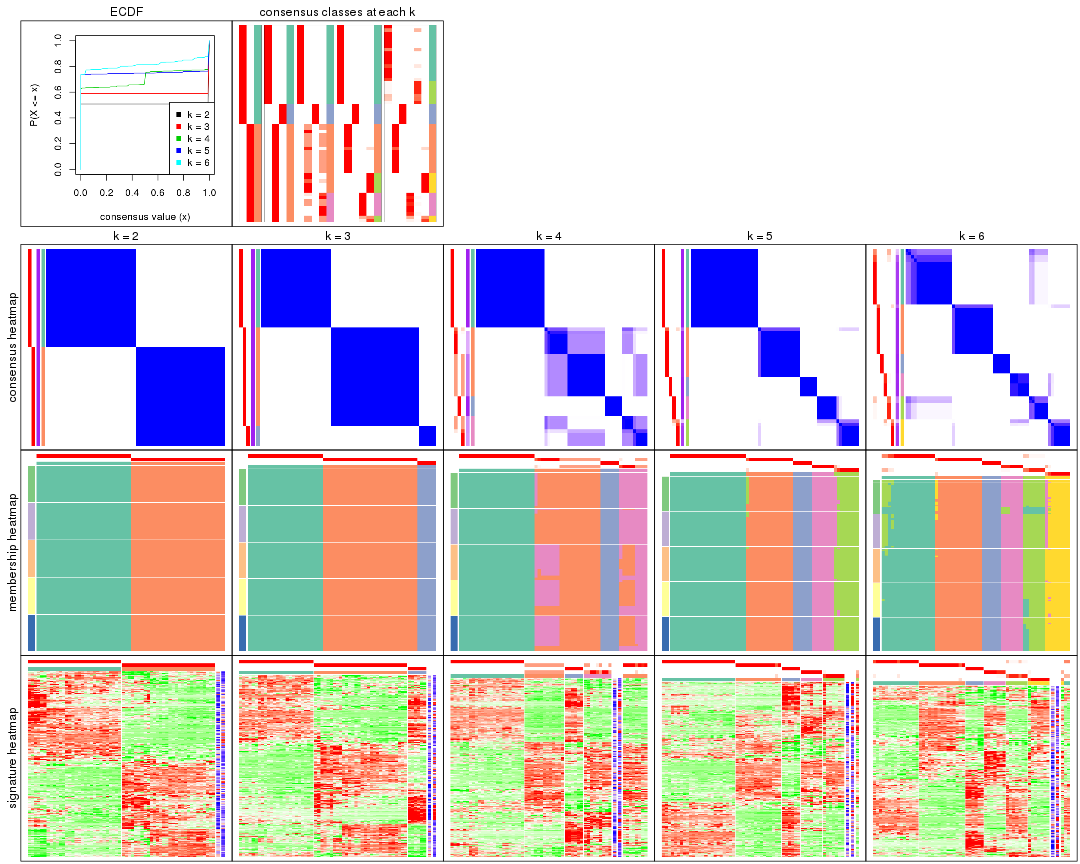 ECDF
consensus classes at each k
P(X <= x)
1.0
0.8
0.6
0.4
0.2
0.0
k = 2
k = 3
k = 4
k = 5
k = 6
0.0 0.2 0.4 0.6 0.8 1.0
consensus value (x)
k = 2
k = 3
k = 4
k = 5
k = 6
consensus heatmap
membership heatmap
signature heatmap